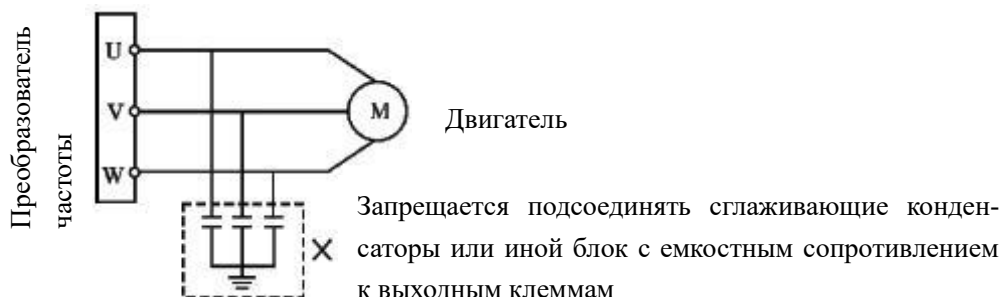 Преобразователь
частоты
U
V
W
M
Двигатель
Запрещается подсоединять сглаживающие конден-
саторы или иной блок с емкостным сопротивлением
к выходным клеммам